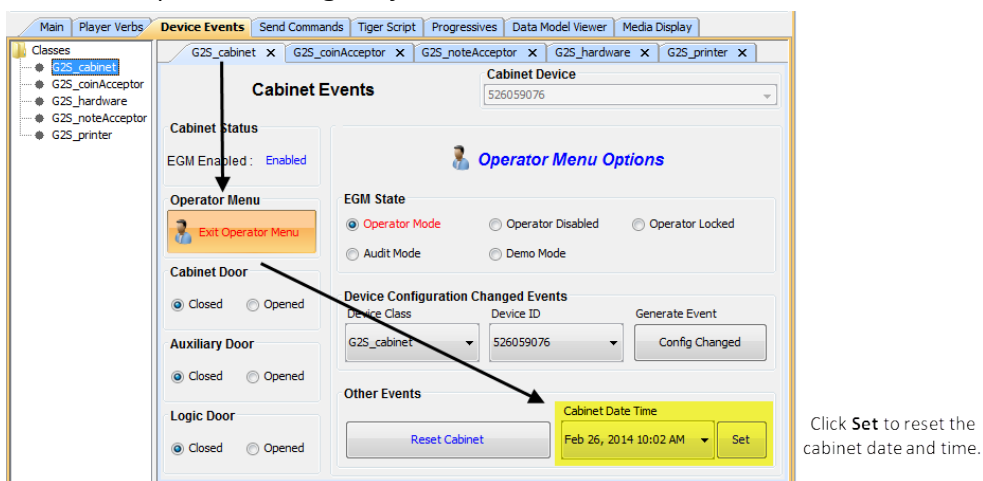 Main Player Verbs Device Events Send Commands Tiger Script Progressives Data Model Viewer Media Display
Classes
G2S_cabinet
G2S_coinAcceptor
G2S_hardware
G2S_noteAcceptor
G2S_printer
G2S_cabinet X G2S_coinAcceptor X G2S_noteAcceptor X G2S_hardware X G2S_printer X
Cabinet Events
Cabinet Device
526059076
Cabinet Status
EGM Enabled : Enabled
Operator Menu
Exit Operator Menu
Cabinet Door
Closed Opened
Auxiliary Door
Closed Opened
Logic Door
Closed Opened
Operator Menu Options
EGM State
Operator Mode Operator Disabled Operator Locked
Audit Mode Demo Mode
Device Configuration Changed Events
Device Class Device ID Generate Event
G2S_cabinet 526059076 Config Changed
Other Events
Cabinet Date Time
Reset Cabinet Feb 26, 2014 10:02 AM Set
Click Set to reset the
cabinet date and time.